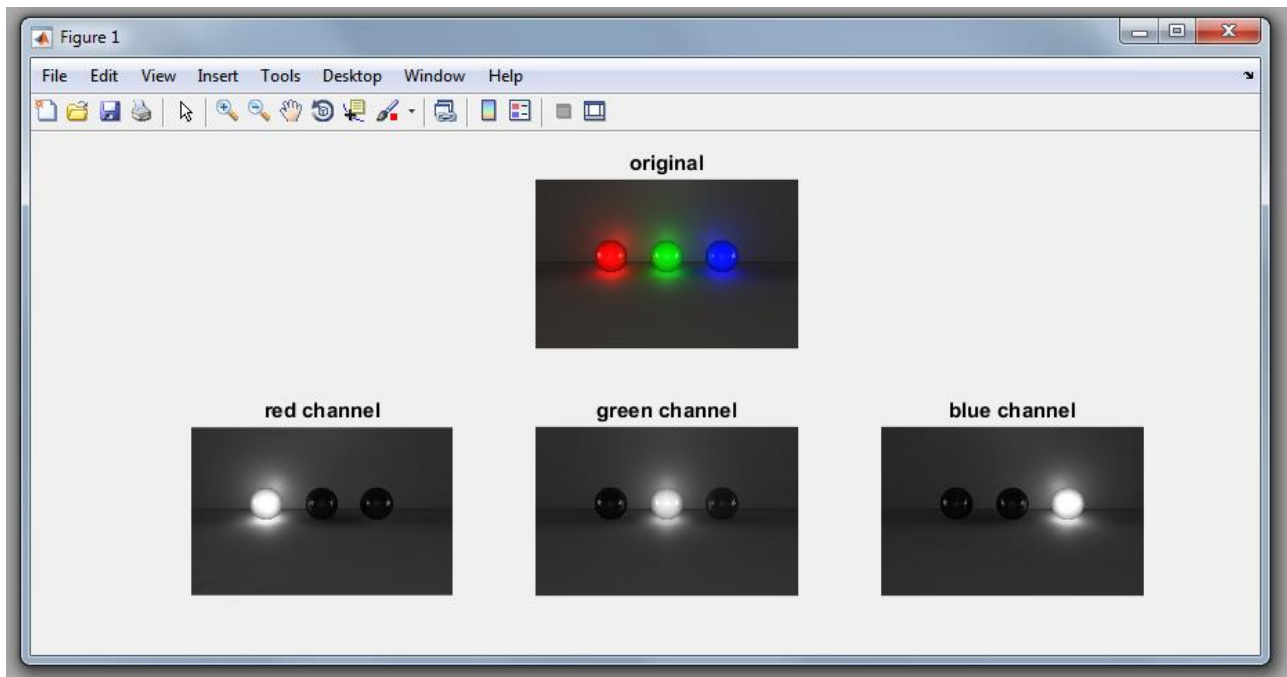 Figure 1
File Edit View Insert Tools Desktop Window Help
original
red channel
green channel
blue channel